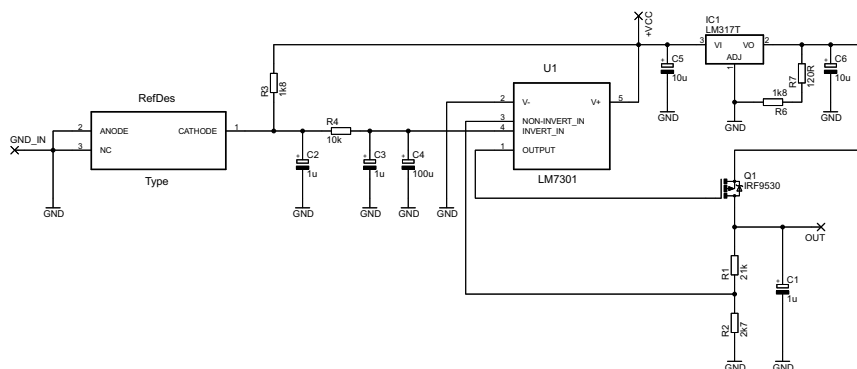 +VCC
IC1
LM317T
3
VI
VO
2
ADJ
1
C5
10u
GND
R7
120R
C6
10u
GND
1k8
R6
GND
U1
R3
1k8
2
V-
V+
5
3
NON-INVERT_IN
4
INVERT_IN
1
OUTPUT
LM7301
GND
RefDes
GND_IN
2
ANODE
CATHODE
1
3
NC
Type
GND
R4
10k
C2
1u
GND
C3
1u
GND
C4
100u
GND
Q1
IRF9530
OUT
R1
21k
C1
1u
R2
2k7
GND
GND